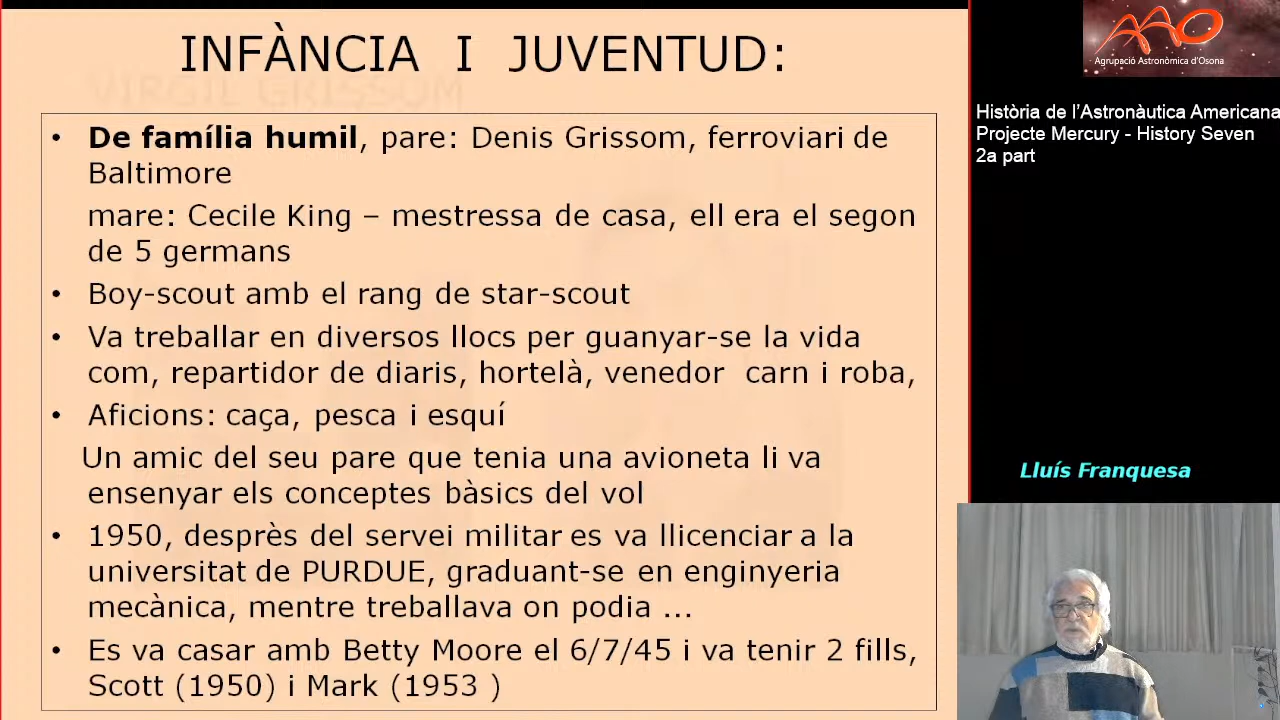 INFÀNCIA I JUVENTUD:
VIRGIL GRISSOM
• De família humil, pare: Denis Grissom, ferroviari de
Baltimore
mare: Cecile King – mestressa de casa, ell era el segon
de 5 germans
• Boy-scout amb el rang de star-scout
• Va treballar en diversos llocs per guanyar-se la vida
com, repartidor de diaris, hortelà, venedor carn i roba,
• Aficions: caça, pesca i esquí
Un amic del seu pare que tenia una avioneta li va
ensenyar els conceptes bàsics del vol
• 1950, desprès del servei militar es va llicenciar a la
universitat de PURDUE, graduant-se en enginyeria
mecànica, mentre treballava on podia ...
• Es va casar amb Betty Moore el 6/7/45 i va tenir 2 fills,
Scott (1950) i Mark (1953 )
AAO
Agrupació Astronòmica d'Osona
Història de l'Astronàutica Americana
Projecte Mercury - History Seven
2a part
Lluís Franquesa